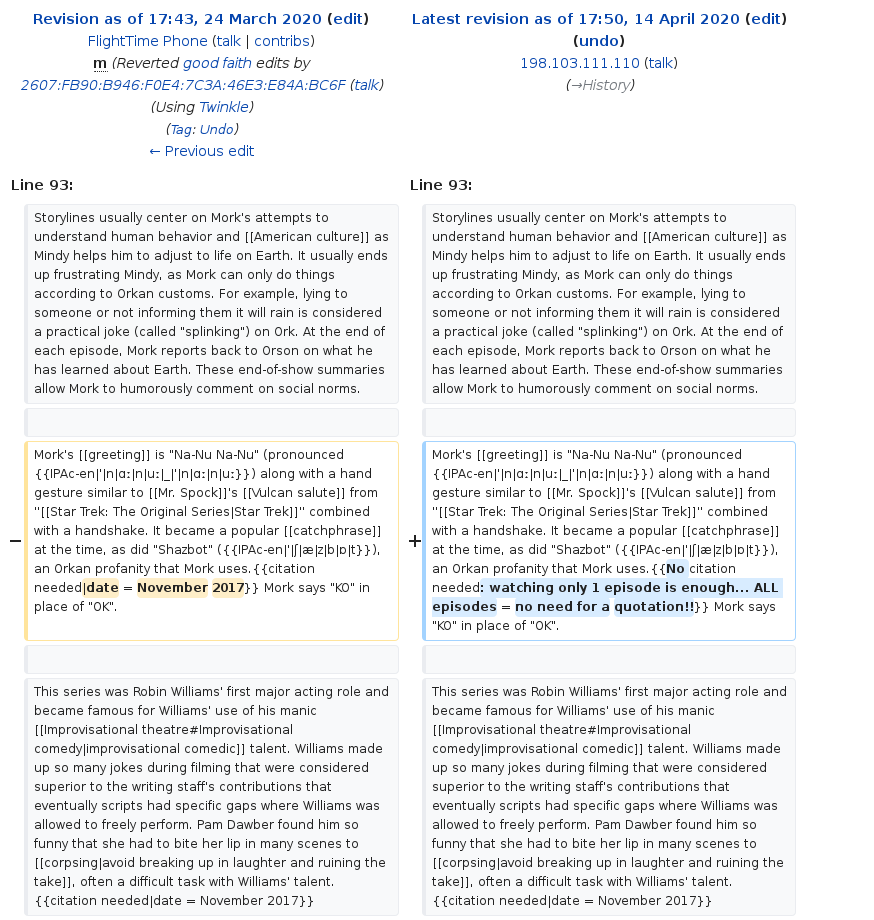 Revision as of 17:43, 24 March 2020 (edit)
FlightTime Phone (talk | contribs)
m (Reverted good faith edits by
2607:FB90:B946:F0E4:7C3A:46E3:E84A:BC6F (talk)
(Using Twinkle)
(Tag: Undo)
← Previous edit
Latest revision as of 17:50, 14 April 2020 (edit)
(undo)
198.103.111.110 (talk)
(→History)
Line 93:
Storylines usually center on Mork's attempts to
understand human behavior and [[American culture]] as
Mindy helps him to adjust to life on Earth. It usually ends
up frustrating Mindy, as Mork can only do things
according to Orkan customs. For example, lying to
someone or not informing them it will rain is considered
a practical joke (called "splinking") on Ork. At the end of
each episode, Mork reports back to Orson on what he
has learned about Earth. These end-of-show summaries
allow Mork to humorously comment on social norms.
Line 93:
Storylines usually center on Mork's attempts to
understand human behavior and [[American culture]] as
Mindy helps him to adjust to life on Earth. It usually ends
up frustrating Mindy, as Mork can only do things
according to Orkan customs. For example, lying to
someone or not informing them it will rain is considered
a practical joke (called "splinking") on Ork. At the end of
each episode, Mork reports back to Orson on what he
has learned about Earth. These end-of-show summaries
allow Mork to humorously comment on social norms.
−
Mork's [[greeting]] is "Na-Nu Na-Nu" (pronounced
{{IPAc-en|'|n|ɑː|n|uː|_|'|n|ɑː|n|uː}}) along with a hand
gesture similar to [[Mr. Spock]]'s [[Vulcan salute]] from
''[[Star Trek: The Original Series|Star Trek]]'' combined
with a handshake. It became a popular [[catchphrase]]
at the time, as did "Shazbot" ({{IPAc-en|'|ʃ|æ|z|b|ɒ|t}}),
an Orkan profanity that Mork uses.{{citation
needed|date = November 2017}} Mork says "KO" in
place of "OK".
+
Mork's [[greeting]] is "Na-Nu Na-Nu" (pronounced
{{IPAc-en|'|n|ɑː|n|uː|_|'|n|ɑː|n|uː}}) along with a hand
gesture similar to [[Mr. Spock]]'s [[Vulcan salute]] from
''[[Star Trek: The Original Series|Star Trek]]'' combined
with a handshake. It became a popular [[catchphrase]]
at the time, as did "Shazbot" ({{IPAc-en|'|ʃ|æ|z|b|ɒ|t}}),
an Orkan profanity that Mork uses.{{No citation
needed: watching only 1 episode is enough... ALL
episodes = no need for a quotation!!}} Mork says
"KO" in place of "OK".
This series was Robin Williams' first major acting role and
became famous for Williams' use of his manic
[[Improvisational theatre#Improvisational
comedy|improvisational comedic]] talent. Williams made
up so many jokes during filming that were considered
superior to the writing staff's contributions that
eventually scripts had specific gaps where Williams was
allowed to freely perform. Pam Dawber found him so
funny that she had to bite her lip in many scenes to
[[corpsing|avoid breaking up in laughter and ruining the
take]], often a difficult task with Williams' talent.
{{citation needed|date = November 2017}}
This series was Robin Williams' first major acting role and
became famous for Williams' use of his manic
[[Improvisational theatre#Improvisational
comedy|improvisational comedic]] talent. Williams made
up so many jokes during filming that were considered
superior to the writing staff's contributions that
eventually scripts had specific gaps where Williams was
allowed to freely perform. Pam Dawber found him so
funny that she had to bite her lip in many scenes to
[[corpsing|avoid breaking up in laughter and ruining the
take]], often a difficult task with Williams' talent.
{{citation needed|date = November 2017}}